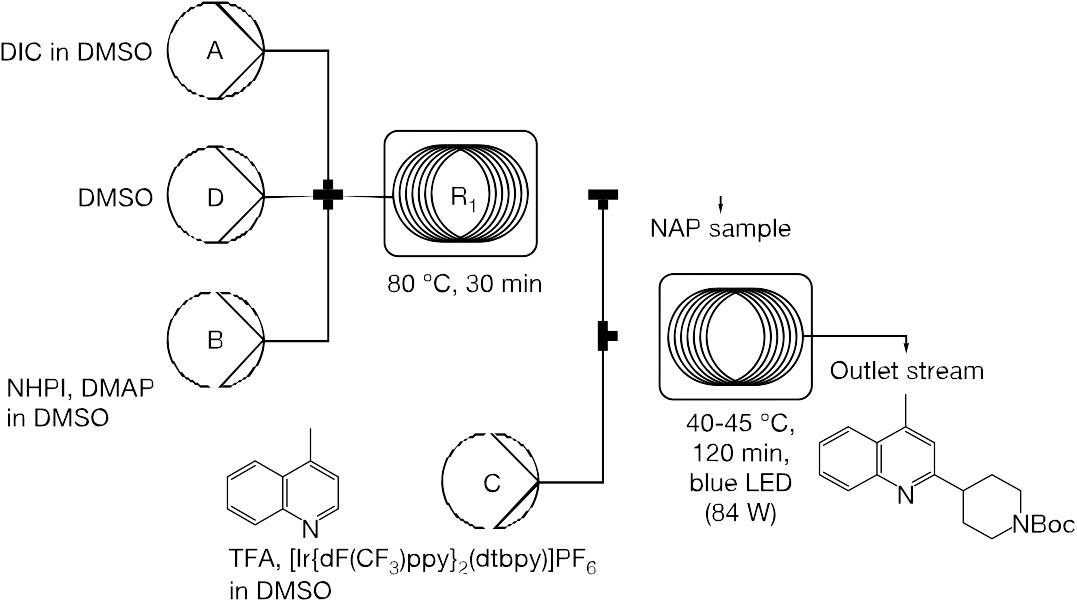 DIC in DMSO
A
DMSO
D
R1
NAP sample
80 °C, 30 min
B
NHPI, DMAP
in DMSO
Outlet stream
40-45 °C,
120 min,
blue LED
(84 W)
C
N
N
NBoc
TFA, [Ir{dF(CF3)ppy}2(dtbpy)]PF6
in DMSO